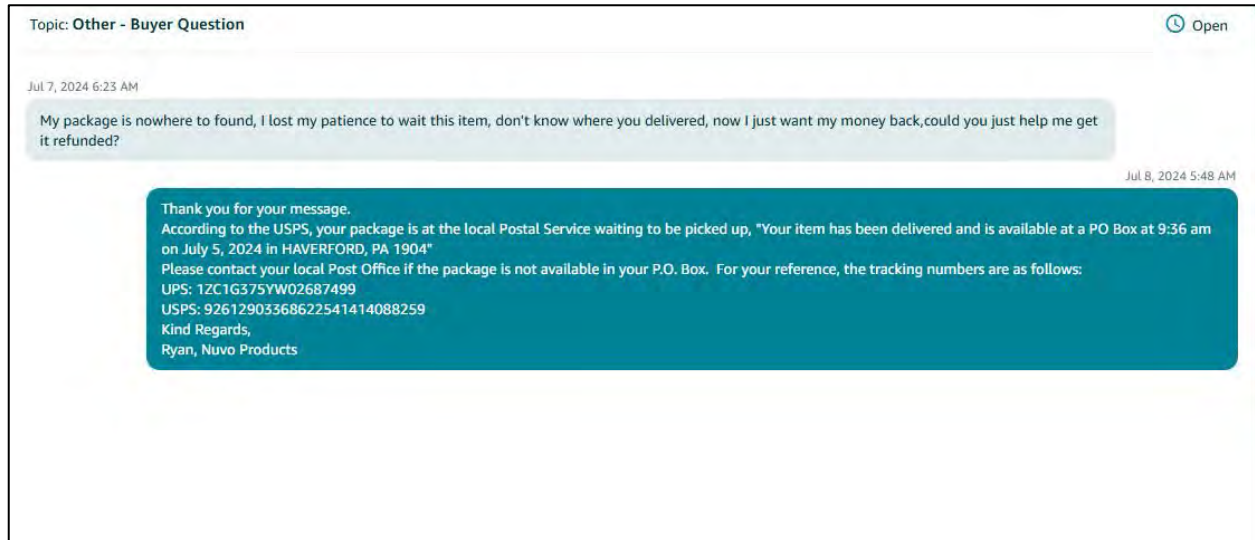 Topic: Other - Buyer Question
Open
Jul 7, 2024 6:23 AM
My package is nowhere to found, I lost my patience to wait this item, don't know where you delivered, now I just want my money back,could you just help me get
it refunded?
Jul 8, 2024 5:48 AM
Thank you for your message.
According to the USPS, your package is at the local Postal Service waiting to be picked up, "Your item has been delivered and is available at a PO Box at 9:36 am
on July 5, 2024 in HAVERFORD, PA 1904"
Please contact your local Post Office if the package is not available in your P.O. Box.  For your reference, the tracking numbers are as follows:
UPS: 1ZC1G375YW02687499
USPS: 92612903368622541414088259
Kind Regards,
Ryan, Nuvo Products